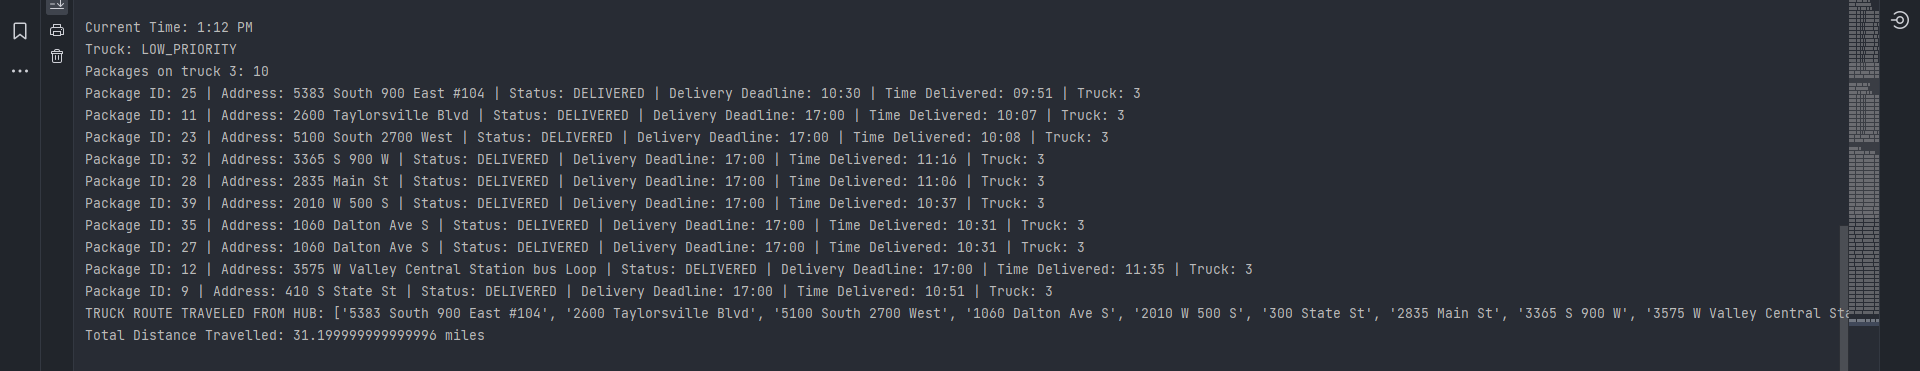 Current Time: 1:12 PM
Truck: LOW_PRIORITY
Packages on truck 3: 10
Package ID: 25 | Address: 5383 South 900 East #104 | Status: DELIVERED | Delivery Deadline: 10:30 | Time Delivered: 09:51 | Truck: 3
Package ID: 11 | Address: 2600 Taylorsville Blvd | Status: DELIVERED | Delivery Deadline: 17:00 | Time Delivered: 10:07 | Truck: 3
Package ID: 23 | Address: 5100 South 2700 West | Status: DELIVERED | Delivery Deadline: 17:00 | Time Delivered: 10:08 | Truck: 3
Package ID: 32 | Address: 3365 S 900 W | Status: DELIVERED | Delivery Deadline: 17:00 | Time Delivered: 11:16 | Truck: 3
Package ID: 28 | Address: 2835 Main St | Status: DELIVERED | Delivery Deadline: 17:00 | Time Delivered: 11:06 | Truck: 3
Package ID: 39 | Address: 2010 W 500 S | Status: DELIVERED | Delivery Deadline: 17:00 | Time Delivered: 10:37 | Truck: 3
Package ID: 35 | Address: 1060 Dalton Ave S | Status: DELIVERED | Delivery Deadline: 17:00 | Time Delivered: 10:31 | Truck: 3
Package ID: 27 | Address: 1060 Dalton Ave S | Status: DELIVERED | Delivery Deadline: 17:00 | Time Delivered: 10:31 | Truck: 3
Package ID: 12 | Address: 3575 W Valley Central Station bus Loop | Status: DELIVERED | Delivery Deadline: 17:00 | Time Delivered: 11:35 | Truck: 3
Package ID: 9 | Address: 410 S State St | Status: DELIVERED | Delivery Deadline: 17:00 | Time Delivered: 10:51 | Truck: 3
TRUCK ROUTE TRAVELED FROM HUB: ['5383 South 900 East #104', '2600 Taylorsville Blvd', '5100 South 2700 West', '1060 Dalton Ave S', '2010 W 500 S', '300 State St', '2835 Main St', '3365 S 900 W', '3575 W Valley Central
Total Distance Travelled: 31.199999999999996 miles